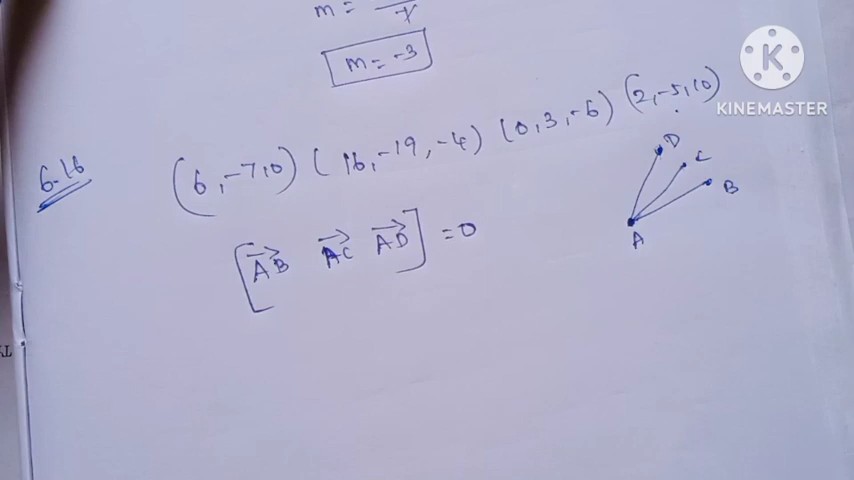 m =
m = -3
6.16 (6, -7, 0) (16, -19, -4) (0, 3, -6) (2, -5, 10)
[AB AC AD] = 0
D
C
B
A
K
KINEMASTER